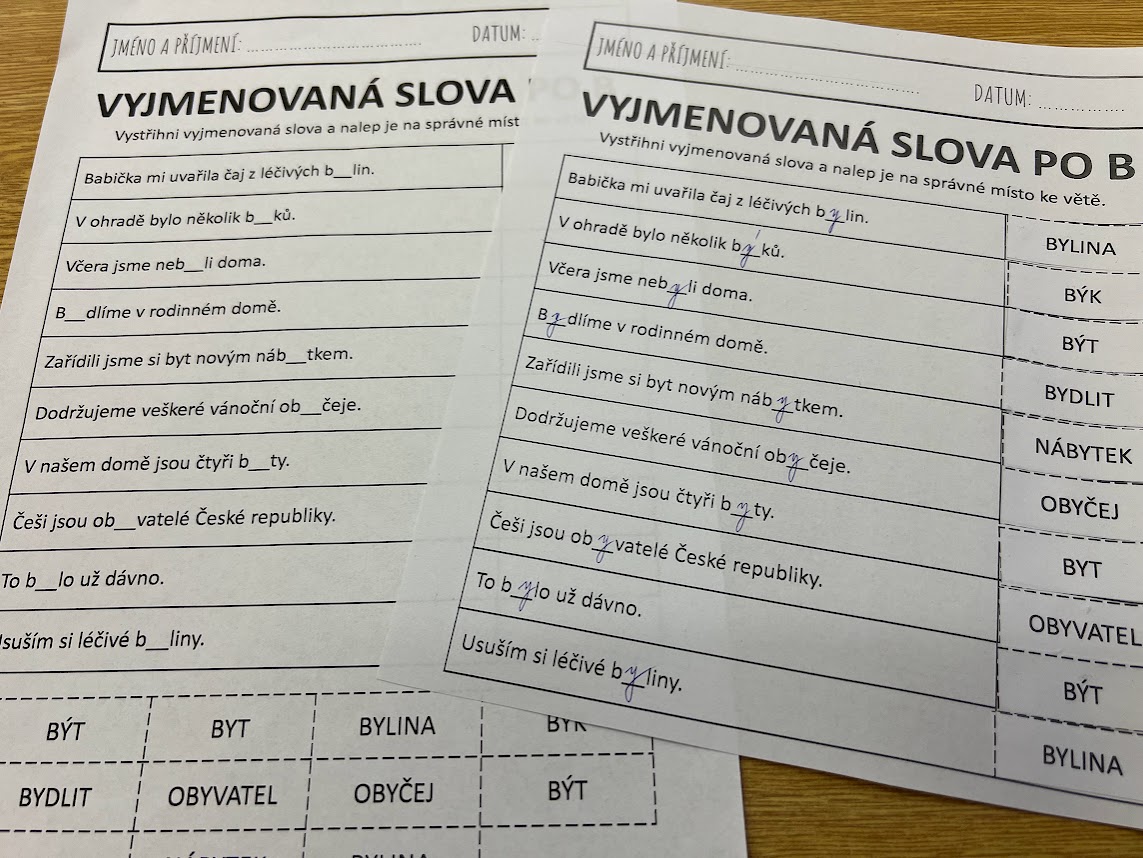 JMÉNO A PŘÍJMENÍ: ........................................ DATUM: ...
VYJMENOVANÁ SLOVA PO B
Vystřihni vyjmenovaná slova a nalep je na správné míst
Babička mi uvařila čaj z léčivých b__lin.
V ohradě bylo několik b__ků.
Včera jsme neb__li doma.
B__dlíme v rodinném domě.
Zařídili jsme si byt novým náb__tkem.
Dodržujeme veškeré vánoční ob__čeje.
V našem domě jsou čtyři b__ty.
Češi jsou ob__vatelé České republiky.
To b__lo už dávno.
Usuším si léčivé b__liny.
BÝT BYT BYLINA BÝK
BYDLIT OBYVATEL OBYČEJ BÝT
NÁBYTEK BYLINA
JMÉNO A PŘÍJMENÍ: ........................................ DATUM: ................
VYJMENOVANÁ SLOVA PO B
Vystřihni vyjmenovaná slova a nalep je na správné místo ke větě.
Babička mi uvařila čaj z léčivých bylin. BYLINA
V ohradě bylo několik býků. BÝK
Včera jsme nebyli doma. BÝT
Bydlíme v rodinném domě. BYDLIT
Zařídili jsme si byt novým nábytkem. NÁBYTEK
Dodržujeme veškeré vánoční obyčeje. OBYČEJ
V našem domě jsou čtyři byty. BYT
Češi jsou obyvatelé České republiky. OBYVATEL
To bylo už dávno. BÝT
Usuším si léčivé byliny. BYLINA